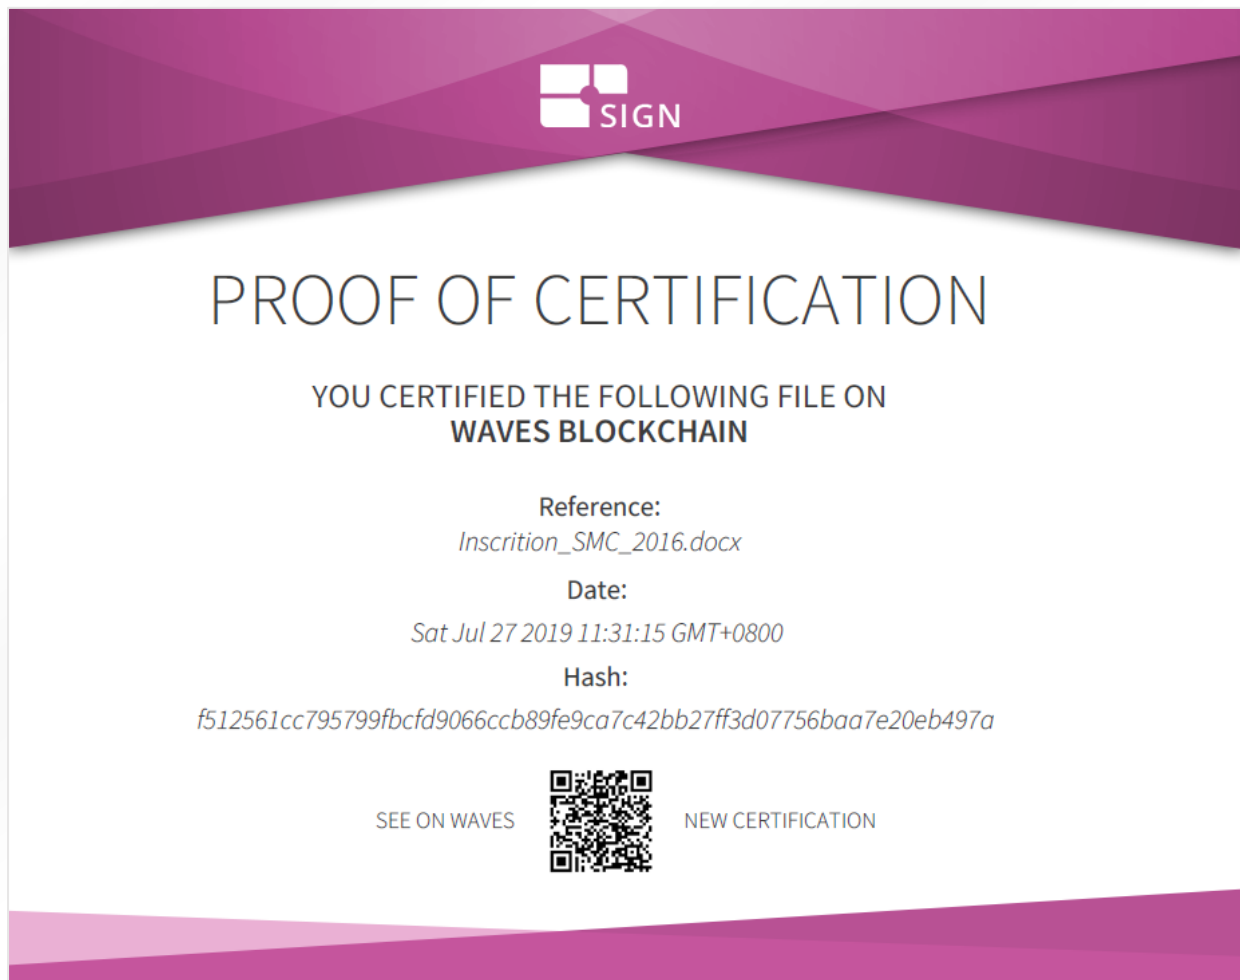 SIGN
PROOF OF CERTIFICATION
YOU CERTIFIED THE FOLLOWING FILE ON
WAVES BLOCKCHAIN
Reference:
Inscrition_SMC_2016.docx
Date:
Sat Jul 27 2019 11:31:15 GMT+0800
Hash:
f512561cc795799fbcfd9066ccb89fe9ca7c42bb27ff3d07756baa7e20eb497a
SEE ON WAVES
NEW CERTIFICATION